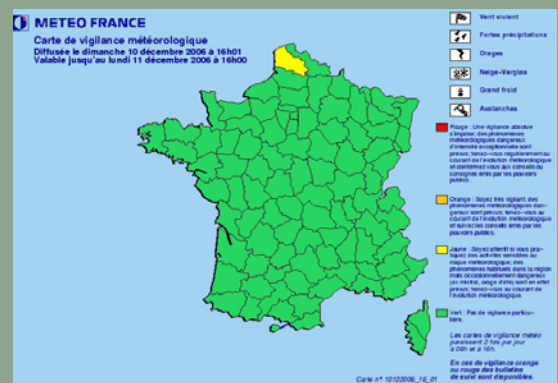 METEO FRANCE
Carte de vigilance météorologique
Diffusée le dimanche 10 décembre 2006 à 16h01
Valable jusqu'au lundi 11 décembre 2006 à 16h00
Vent violent
Fortes précipitations
Orages
Neige-Verglas
Grand froid
Avalanches
Rouge : Une vigilance absolue
s'impose; des phénomènes
météorologiques dangereux
d'intensité exceptionnelle sont
prévus; tenez-vous régulièrement au
courant de l'évolution météorologique
et conformez vous aux conseils ou
consignes émis par les pouvoirs
publics.
Orange : Soyez très vigilant, des
phénomènes météorologiques dan-
gereux sont prévus; tenez-vous au
courant de l'évolution météorologique
et suivez les conseils émis par les
pouvoirs publics.
Jaune : Soyez attentif si vous pra-
tiquez des activités sensibles au
risque météorologique; des
phénomènes habituels dans la région
mais occasionnellement dangereux
(ex mistral, orage d'été) sont en effet
prévus; tenez-vous au courant de
l'évolution météorologique.
Vert : Pas de vigilance particu-
lière.
Les cartes de vigilance météo
paraissent 2 fois par jour
à 06h et à 16h.
En cas de vigilance orange
ou rouge des bulletins
de suivi sont disponibles.
Carte n° 10122006_16_01